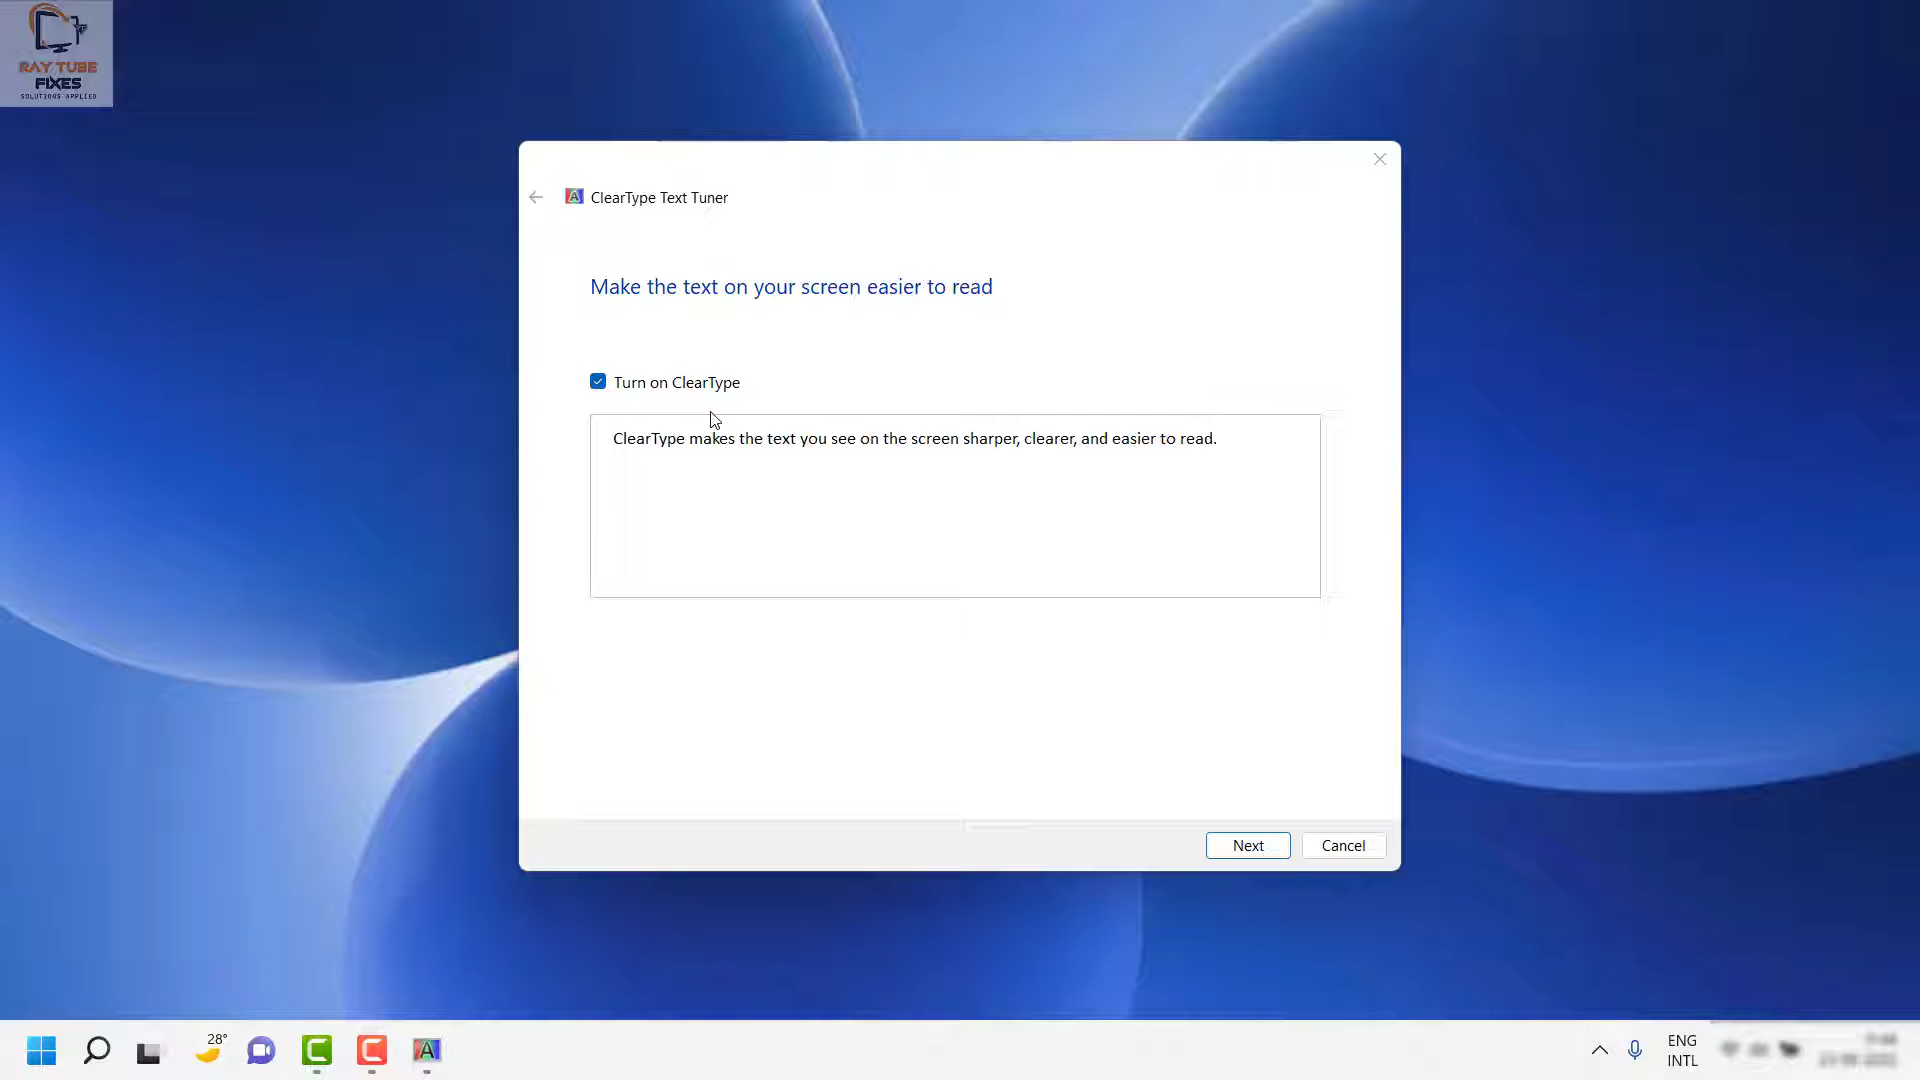 RAY TUBE
FIXES
SOLUTIONS APPLIED
ClearType Text Tuner
Make the text on your screen easier to read
Turn on ClearType
ClearType makes the text you see on the screen sharper, clearer, and easier to read.
Next
Cancel
28°
ENG
INTL